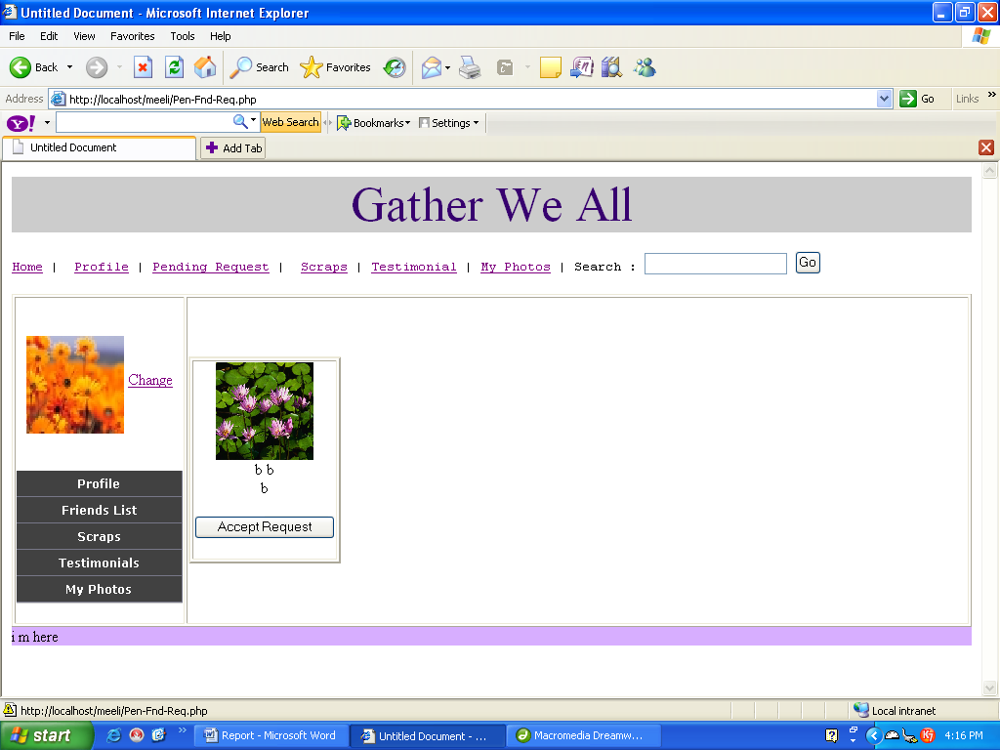 Untitled Document - Microsoft Internet Explorer
File Edit View Favorites Tools Help
Back Search Favorites
Address http://localhost/meeli/Pen-Fnd-Req.php Go Links »
Y! Web Search Bookmarks Settings
Untitled Document Add Tab
Gather We All
Home | Profile | Pending Request | Scraps | Testimonial | My Photos | Search : Go
Change
b b
b
Accept Request
Profile
Friends List
Scraps
Testimonials
My Photos
i m here
http://localhost/meeli/Pen-Fnd-Req.php Local intranet
start » Report - Microsoft Word Untitled Document - ... Macromedia Dreamw... 4:16 PM